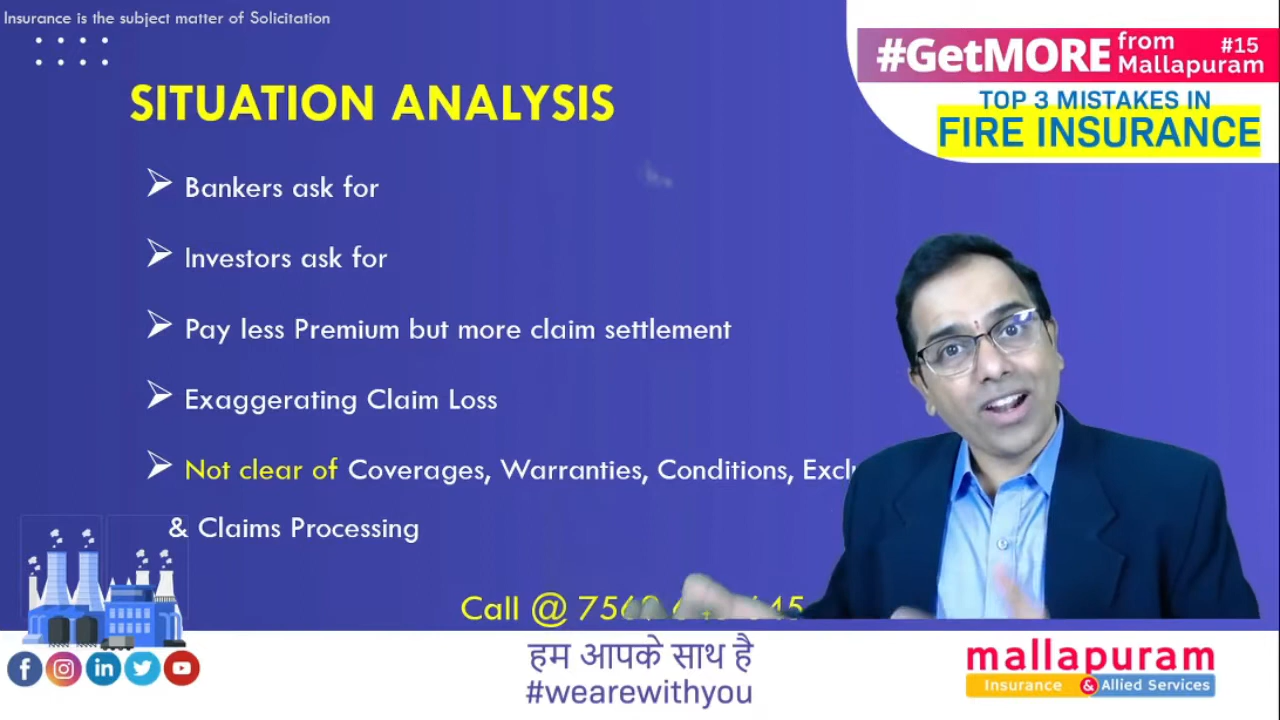 Insurance is the subject matter of Solicitation
#GetMORE from Mallapuram #15
TOP 3 MISTAKES IN
FIRE INSURANCE
SITUATION ANALYSIS
Bankers ask for
Investors ask for
Pay less Premium but more claim settlement
Exaggerating Claim Loss
Not clear of Coverages, Warranties, Conditions,
& Claims Processing
Call @
हम आपके साथ है
#wearewithyou
mallapuram
Insurance & Allied Services